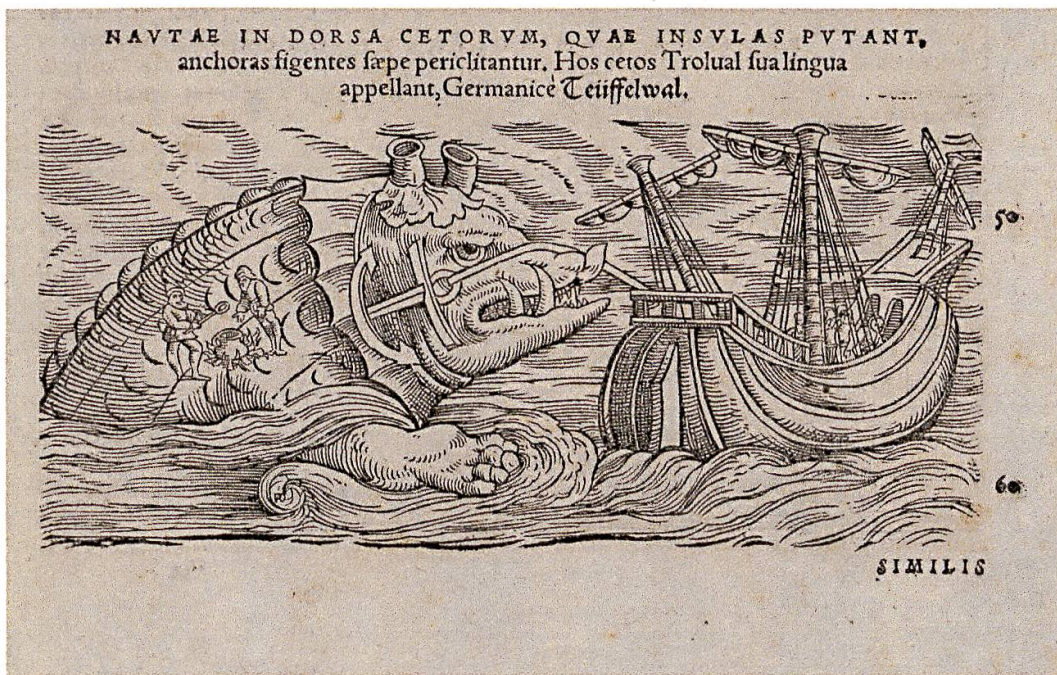 NAVTAE IN DORSA CETORVM, QVAE INSVLAS PVTANT,
anchoras figentes sæpe periclitantur. Hos cetos Trolual sua lingua
appellant, Germanicè Teüffelwal.
50
60
SIMILIS